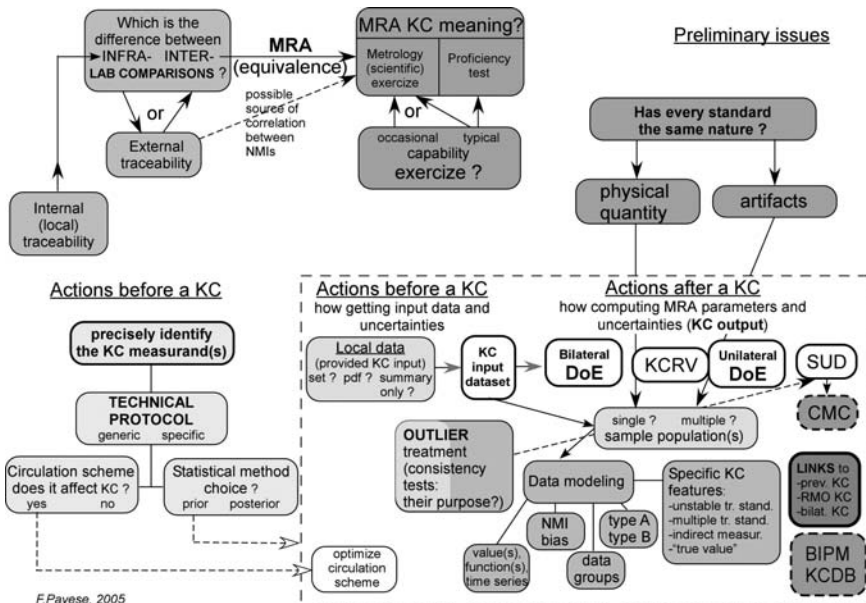 Which is the
difference between
INFRA- INTER-
LAB COMPARISONS ?
MRA
(equivalence)
MRA KC meaning?
Metrology
(scientific)
exercize
Proficiency
test
Preliminary issues
or
External
traceability
possible
source of
correlation
between
NMIs
or
occasional typical
capability
exercize ?
Has every standard
the same nature ?
Internal
(local)
traceability
physical
quantity
artifacts
Actions before a KC
precisely identify
the KC measurand(s)
TECHNICAL
PROTOCOL
generic specific
Circulation scheme
does it affect KC ?
yes no
Statistical method
choice ?
prior posterior
optimize
circulation
scheme
F.Pavese, 2005
Actions before a KC
how getting input data and
uncertainties
Actions after a KC
how computing MRA parameters and
uncertainties (KC output)
Local data
(provided KC input)
set ? pdf ? summary
only ?
KC
input
dataset
Bilateral
DoE
KCRV
Unilateral
DoE
SUD
CMC
single ? multiple ?
sample population(s)
OUTLIER
treatment
(consistency
tests:
their purpose?)
Data modeling
NMI
bias
type A
type B
value(s),
function(s),
time series
data
groups
Specific KC
features:
-unstable tr. stand.
-multiple tr. stand.
-indirect measur.
-"true value"
LINKS to
-prev. KC
-RMO KC
-bilat. KC
BIPM
KCDB